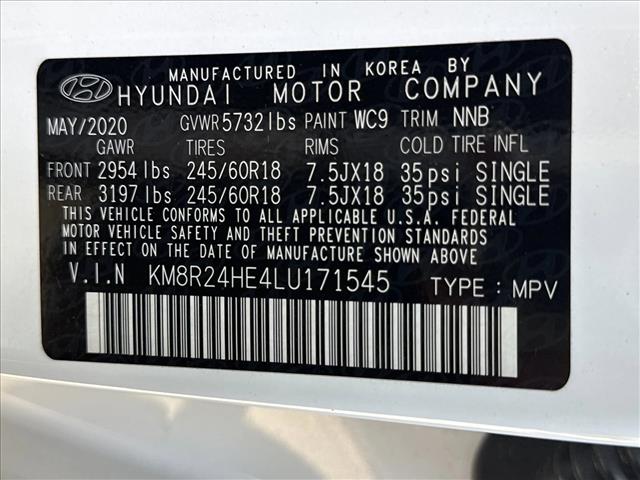 MANUFACTURED IN KOREA BY
HYUNDAI MOTOR COMPANY
MAY/2020 GVWR 5732 lbs PAINT WC9 TRIM NNB
GAWR TIRES RIMS COLD TIRE INFL
FRONT 2954 lbs 245/60R18 7.5JX18 35psi SINGLE
REAR 3197 lbs 245/60R18 7.5JX18 35psi SINGLE
THIS VEHICLE CONFORMS TO ALL APPLICABLE U.S.A. FEDERAL
MOTOR VEHICLE SAFETY AND THEFT PREVENTION STANDARDS
IN EFFECT ON THE DATE OF MANUFACTURE SHOWN ABOVE.
V.I.N KM8R24HE4LU171545 TYPE : MPV